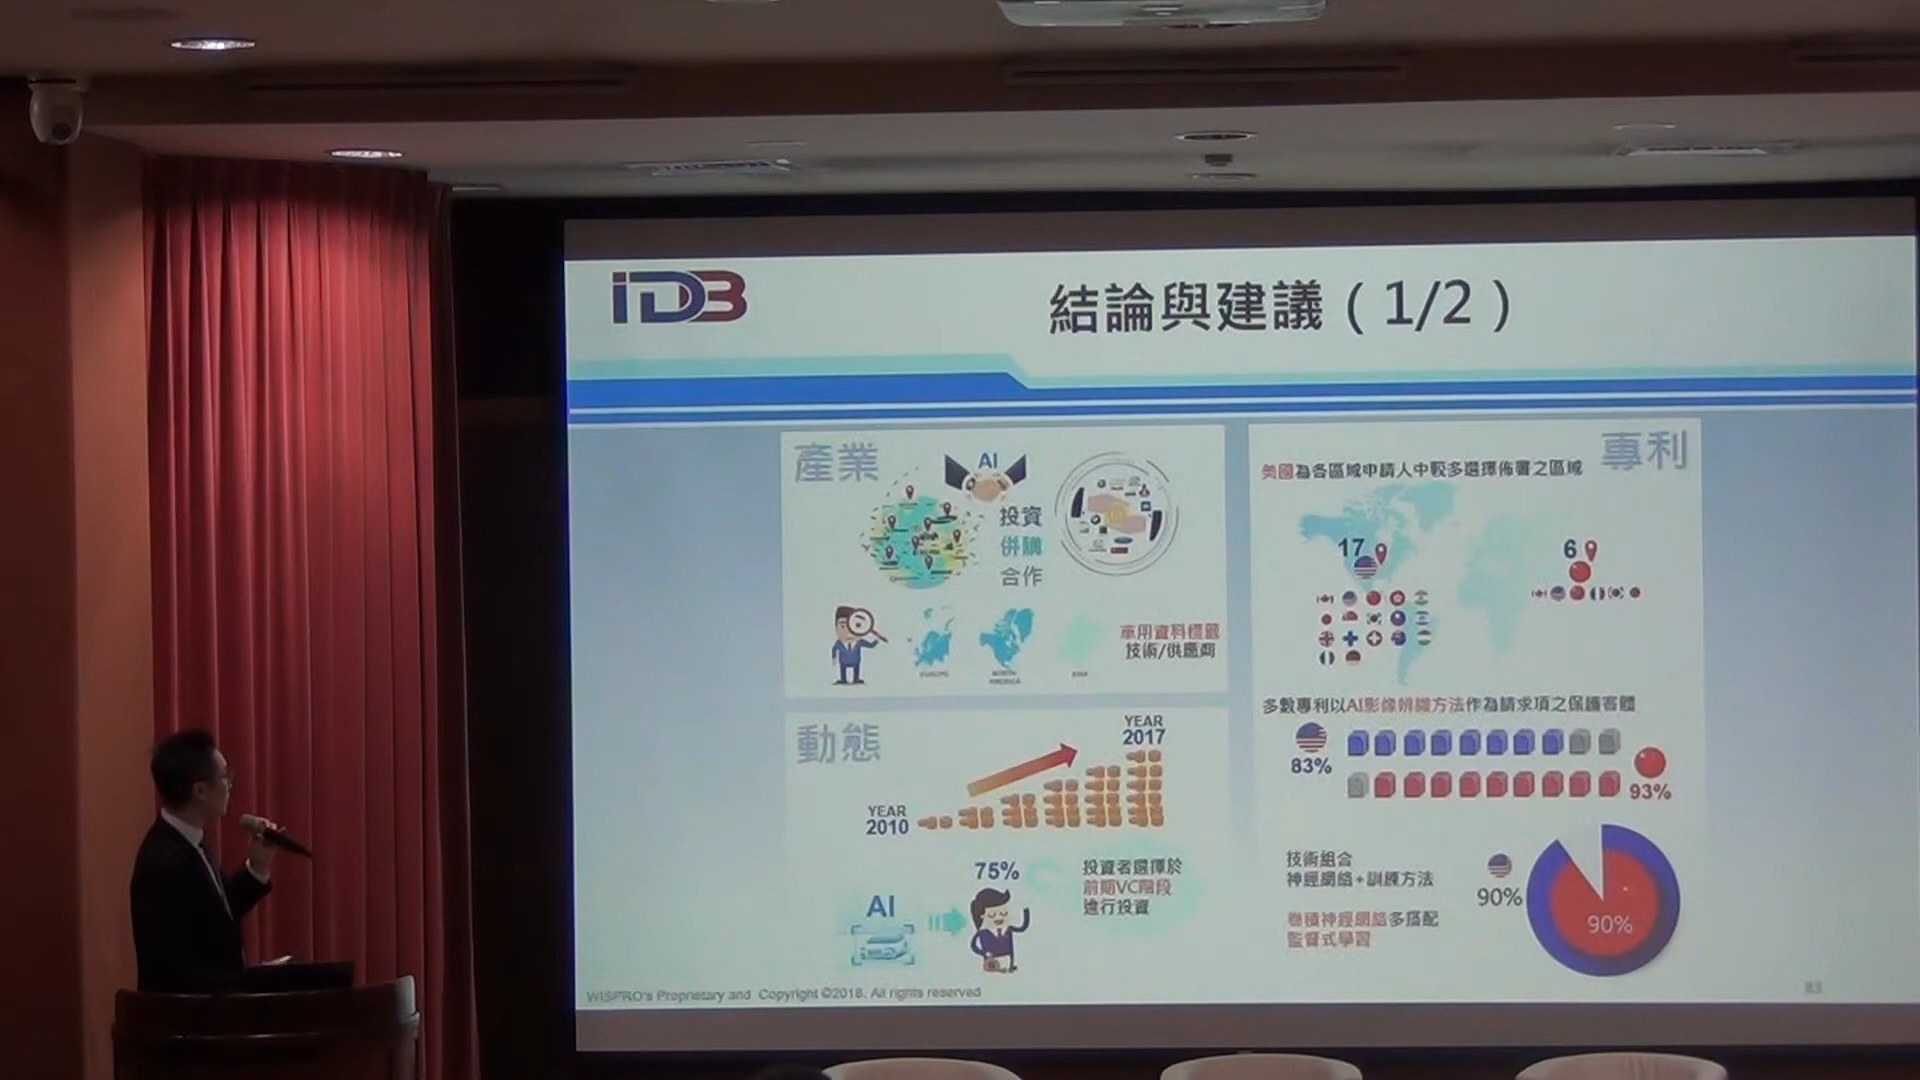 iDB
結論與建議（1/2）
產業
AI
投資
併購
合作
車用資料標籤
技術/供應商
EUROPE
NORTH
AMERICA
ASIA
動態
YEAR
2017
YEAR
2010
75%
AI
投資者選擇於
前期VC階段
進行投資
專利
美國為各區域申請人中較多選擇佈署之區域
17
6
多數專利以AI影像辨識方法作為請求項之保護客體
83%
93%
技術組合
神經網絡+訓練方法
卷積神經網絡多搭配
監督式學習
90%
90%
WISPRO's Proprietary and Copyright ©2018. All rights reserved
83